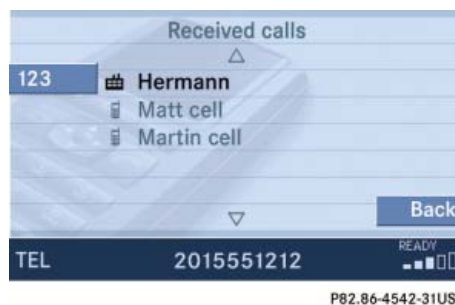 Received calls
123 Hermann
Matt cell
Martin cell
Back
TEL 2015551212 READY
P82.86-4542-31US